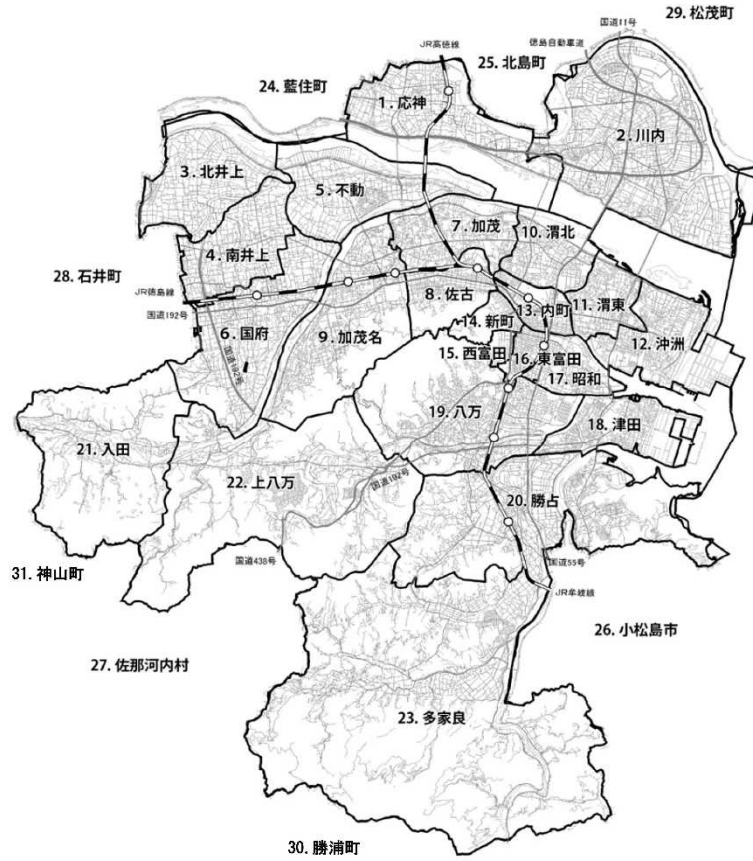 29. 松茂町
国道11号
徳島自動車道
JR高徳線
25. 北島町
24. 藍住町
1. 応神
2. 川内
3. 北井上
5. 不動
7. 加茂
10. 渭北
4. 南井上
28. 石井町
JR徳島線
国道192号
8. 佐古
13. 内町
11. 渭東
14. 新町
12. 沖洲
6. 国府
9. 加茂名
15. 西富田
16. 東富田
17. 昭和
国道192号
19. 八万
18. 津田
21. 入田
22. 上八万
国道192号
20. 勝占
国道438号
国道55号
31. 神山町
JR牟岐線
26. 小松島市
27. 佐那河内村
23. 多家良
30. 勝浦町